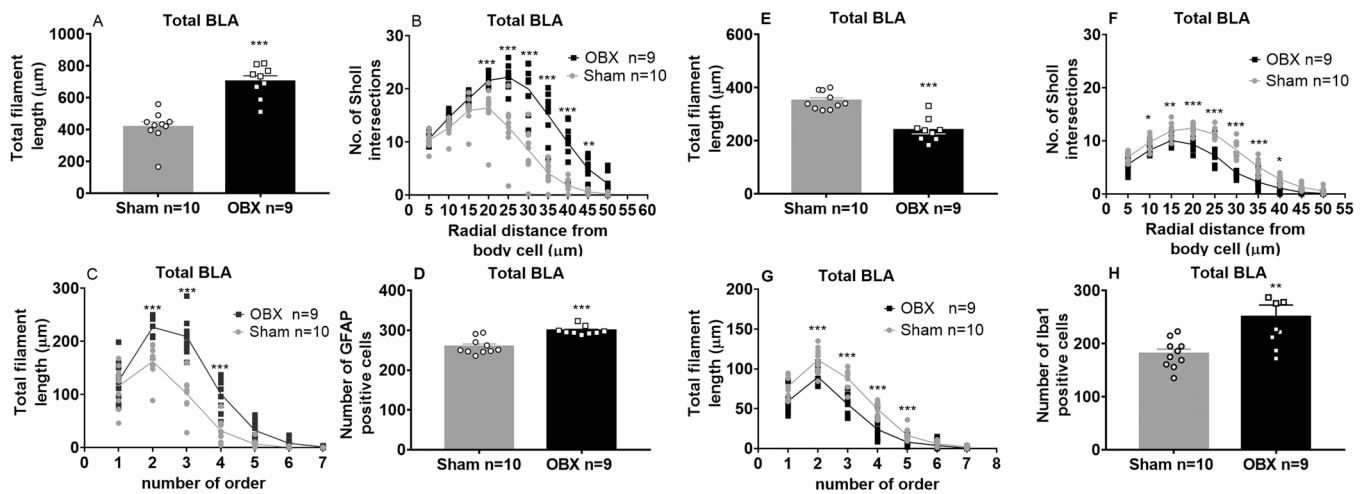 A
Total BLA
***
Total filament
length (µm)
1000
800
600
400
200
0
Sham n=10
OBX n=9
B
Total BLA
OBX n=9
Sham n=10
***
***
***
***
***
**
No. of Sholl
intersections
30
20
10
0
0 5 10 15 20 25 30 35 40 45 50 55 60
Radial distance from
body cell (µm)
E
Total BLA
***
Total filament
length (µm)
600
400
200
0
Sham n=10
OBX n=9
F
Total BLA
OBX n=9
Sham n=10
*
**
***
***
***
***
*
No. of Sholl
intersections
30
20
10
0
0 5 10 15 20 25 30 35 40 45 50 55
Radial distance from
body cell (µm)
C
Total BLA
OBX n=9
Sham n=10
***
***
***
Total filament
length (µm)
300
200
100
0
0 1 2 3 4 5 6 7
number of order
D
Total BLA
***
Number of GFAP
positive cells
400
300
200
100
0
Sham n=10
OBX n=9
G
Total BLA
OBX n=9
Sham n=10
***
***
***
***
Total filament
length (µm)
200
150
100
50
0
0 1 2 3 4 5 6 7 8
number of order
H
Total BLA
**
Number of Iba1
positive cells
300
200
100
0
Sham n=10
OBX n=9